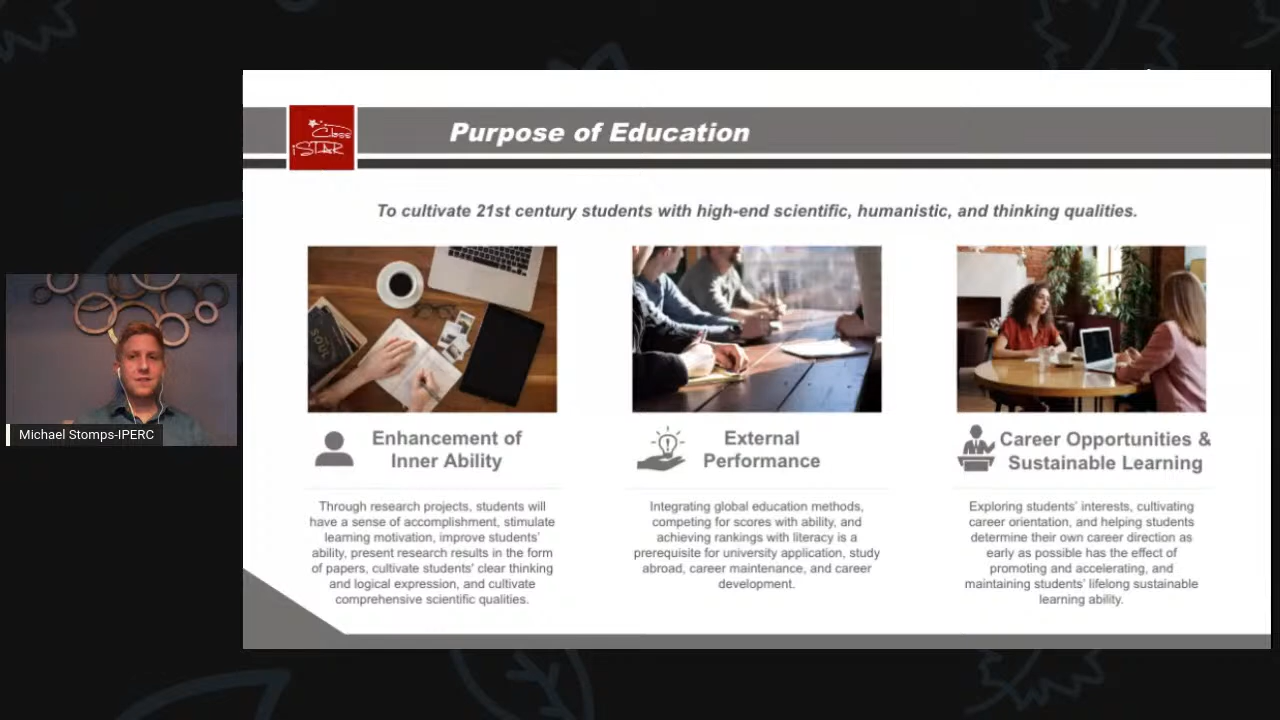 Class
iSTAR
Purpose of Education
To cultivate 21st century students with high-end scientific, humanistic, and thinking qualities.
SOUL
Michael Stomps-IPERC
Enhancement of
Inner Ability
Through research projects, students will
have a sense of accomplishment, stimulate
learning motivation, improve students'
ability, present research results in the form
of papers, cultivate students' clear thinking
and logical expression, and cultivate
comprehensive scientific qualities.
External
Performance
Integrating global education methods,
competing for scores with ability, and
achieving rankings with literacy is a
prerequisite for university application, study
abroad, career maintenance, and career
development.
Career Opportunities &
Sustainable Learning
Exploring students' interests, cultivating
career orientation, and helping students
determine their own career direction as
early as possible has the effect of
promoting and accelerating, and
maintaining students' lifelong sustainable
learning ability.